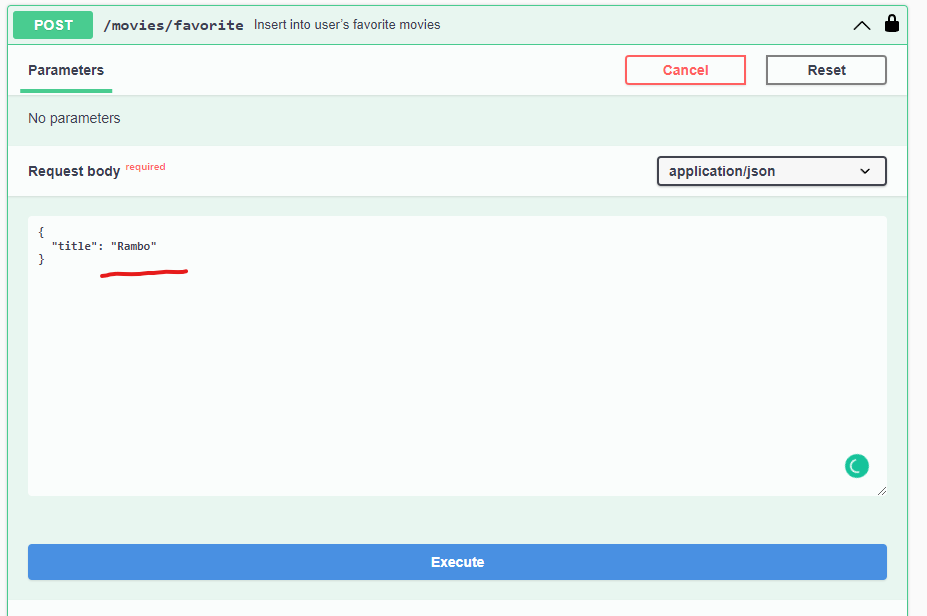 POST /movies/favorite Insert into user's favorite movies
Parameters Cancel Reset
No parameters
Request body required application/json
{
"title": "Rambo"
}
Execute